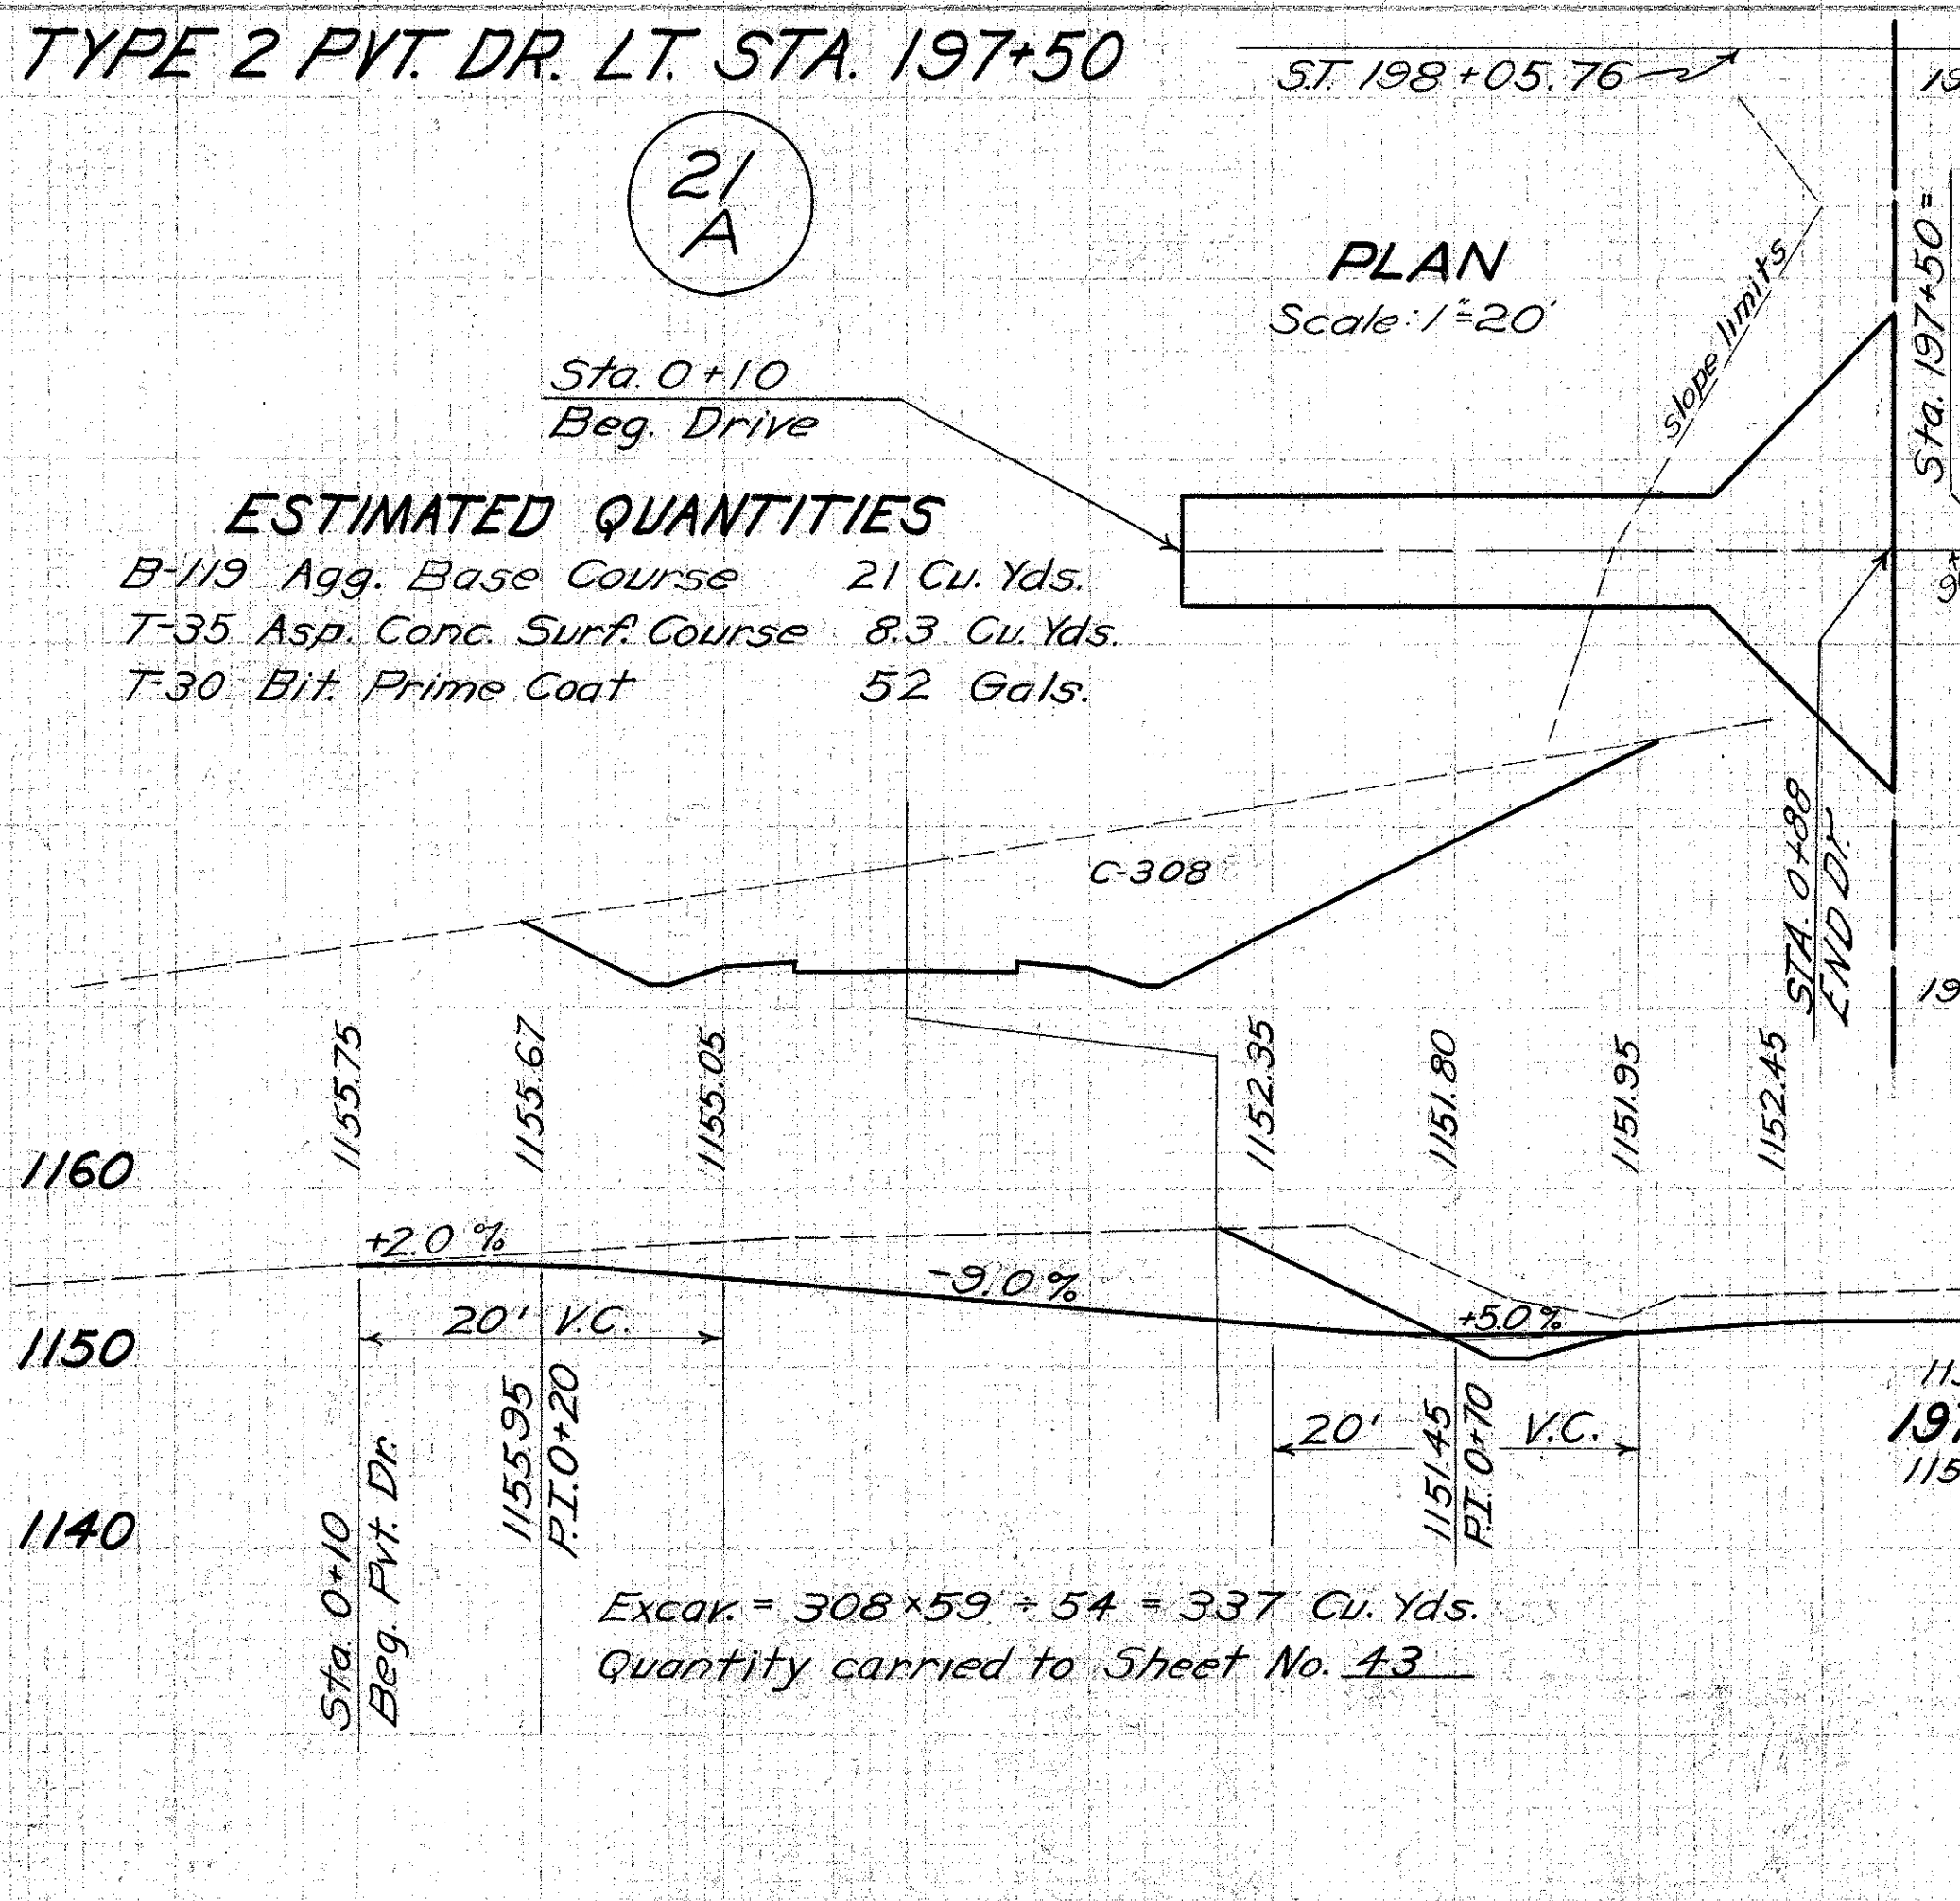 TYPE 2 PVT. DR. LT. STA. 197+50
S.T. 198+05.76
21
A
PLAN
Scale: 1"=20'
slope limits
Sta. 197+50 =
Sta. 0+10
Beg. Drive
ESTIMATED QUANTITIES
B-119 Agg. Base Course 21 Cu. Yds.
T-35 Asp. Conc. Surf. Course 8.3 Cu. Yds.
T-30 Bit. Prime Coat 52 Gals.
C-308
STA. 0+88
END Dr.
1155.75
1155.67
1155.05
1152.35
1151.80
1151.95
1152.45
1160
+2.0%
-9.0%
+5.0%
1150
20' V.C.
1155.95
P.I. 0+20
20' V.C.
1151.45
P.I. 0+70
1140
Sta. 0+10
Beg. Pvt. Dr.
Excav. = 308 × 59 ÷ 54 = 337 Cu. Yds.
Quantity carried to Sheet No. 43